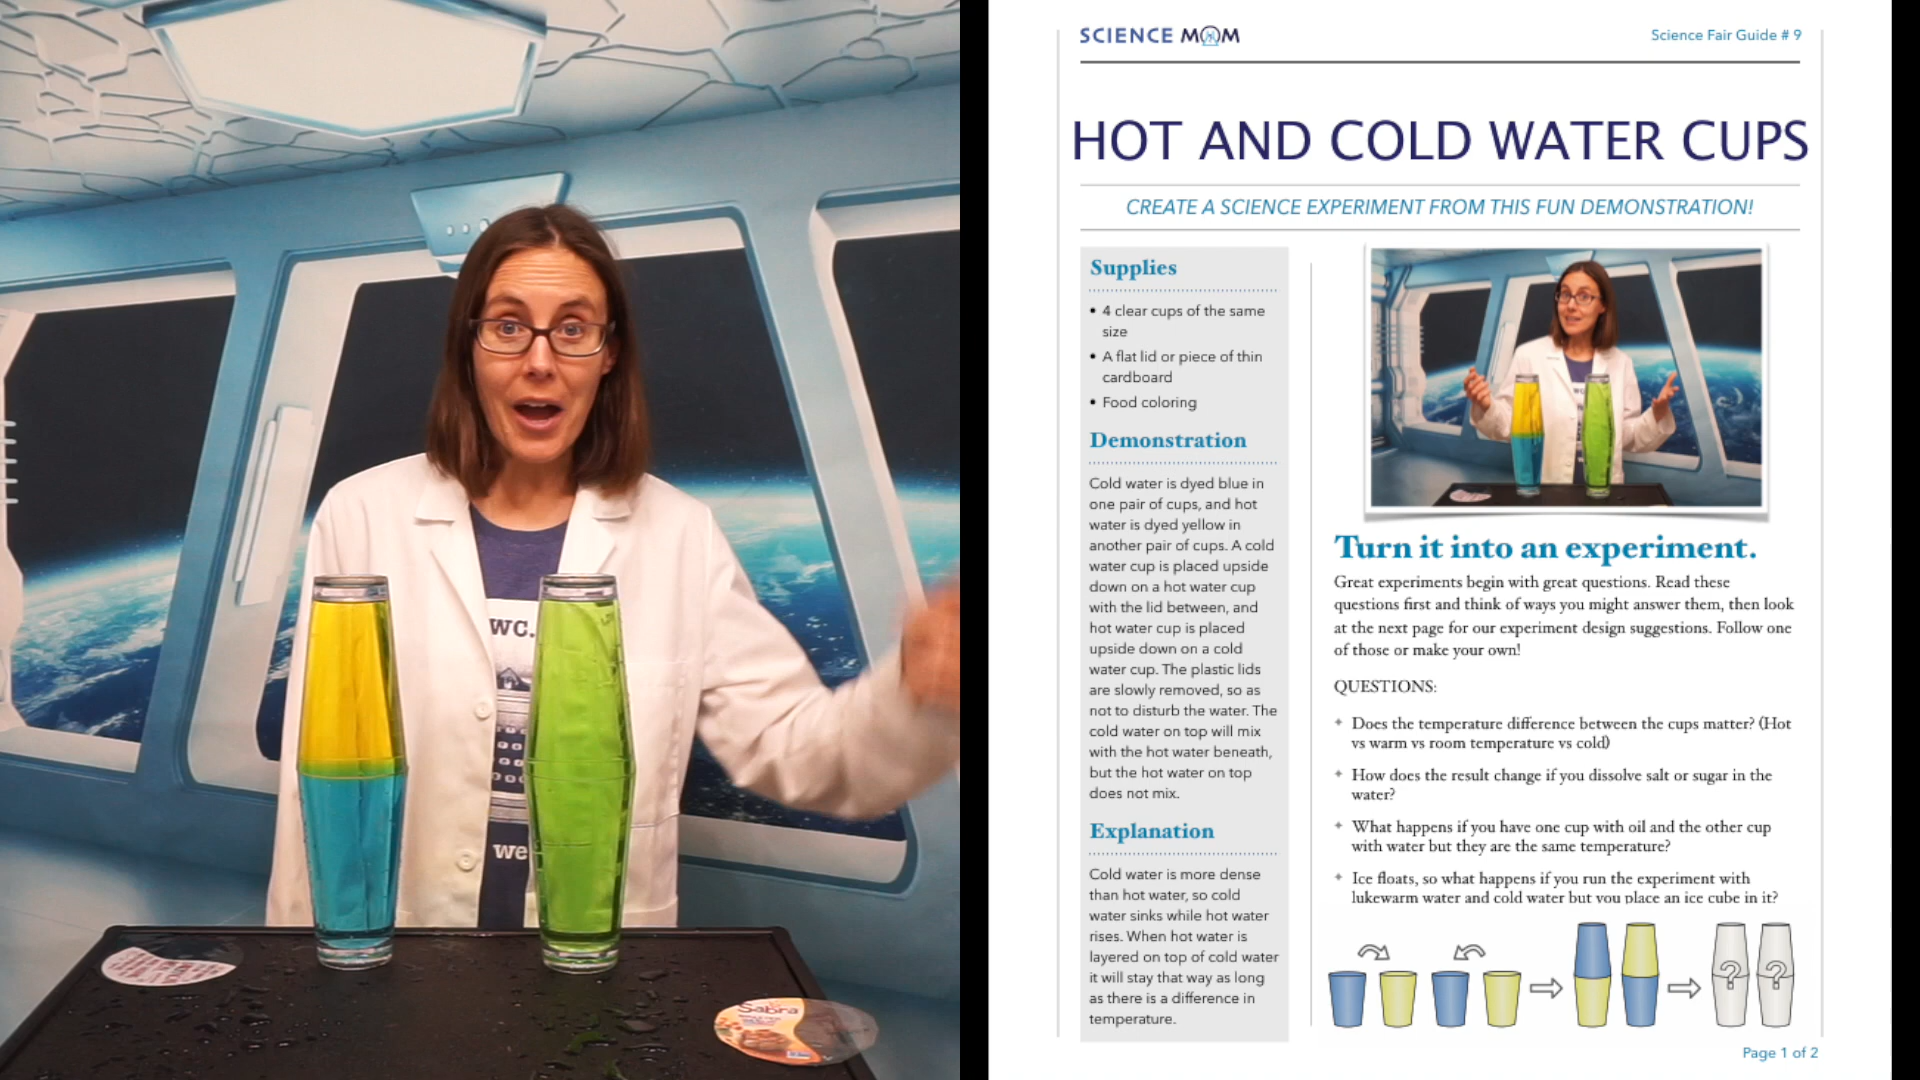 wc.
we
Sabra
SCIENCE MOM
Science Fair Guide # 9
HOT AND COLD WATER CUPS
CREATE A SCIENCE EXPERIMENT FROM THIS FUN DEMONSTRATION!
Supplies
• 4 clear cups of the same
size
• A flat lid or piece of thin
cardboard
• Food coloring
Demonstration
Cold water is dyed blue in
one pair of cups, and hot
water is dyed yellow in
another pair of cups. A cold
water cup is placed upside
down on a hot water cup
with the lid between, and
hot water cup is placed
upside down on a cold
water cup. The plastic lids
are slowly removed, so as
not to disturb the water. The
cold water on top will mix
with the hot water beneath,
but the hot water on top
does not mix.
Explanation
Cold water is more dense
than hot water, so cold
water sinks while hot water
rises. When hot water is
layered on top of cold water
it will stay that way as long
as there is a difference in
temperature.
Turn it into an experiment.
Great experiments begin with great questions. Read these
questions first and think of ways you might answer them, then look
at the next page for our experiment design suggestions. Follow one
of those or make your own!
QUESTIONS:
✦ Does the temperature difference between the cups matter? (Hot
vs warm vs room temperature vs cold)
✦ How does the result change if you dissolve salt or sugar in the
water?
✦ What happens if you have one cup with oil and the other cup
with water but they are the same temperature?
✦ Ice floats, so what happens if you run the experiment with
lukewarm water and cold water but you place an ice cube in it?
? ?
Page 1 of 2